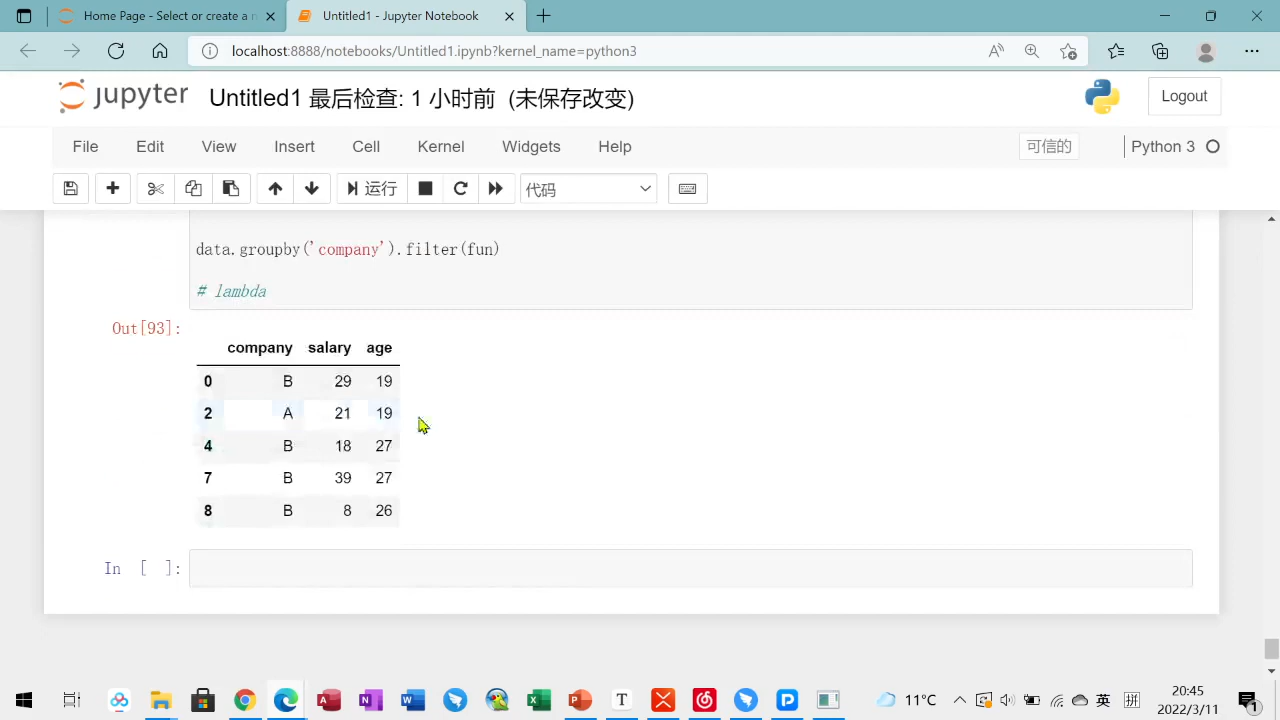 Home Page - Select or create a
Untitled1 - Jupyter Notebook
localhost:8888/notebooks/Untitled1.ipynb?kernel_name=python3
jupyter Untitled1 最后检查: 1 小时前 (未保存改变) Logout
File Edit View Insert Cell Kernel Widgets Help 可信的 Python 3
运行 代码
data.groupby('company').filter(fun)
# lambda
Out[93]:
company salary age
0 B 29 19
2 A 21 19
4 B 18 27
7 B 39 27
8 B 8 26
In [ ]:
11°C 英 拼 20:45
2022/3/11 1